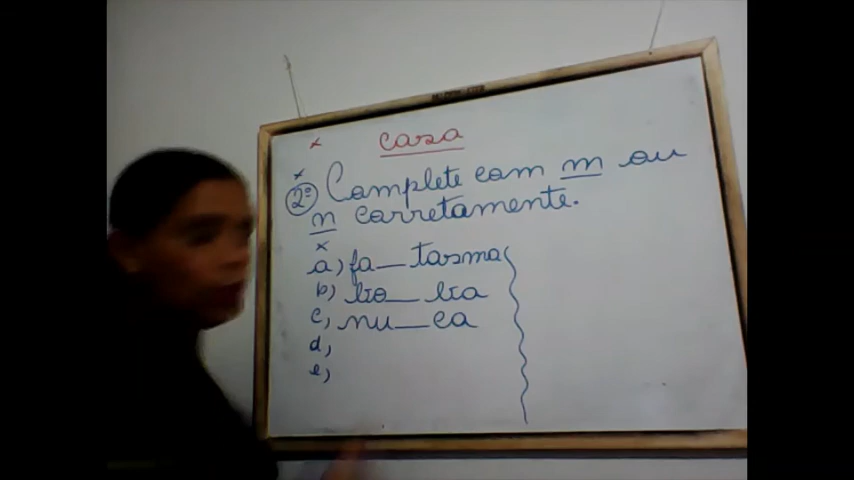 x casa
x
2º Complete com m ou
n corretamente.
x
a) fa__tasma
b) bo__ba
c) nu__ca
d)
e)